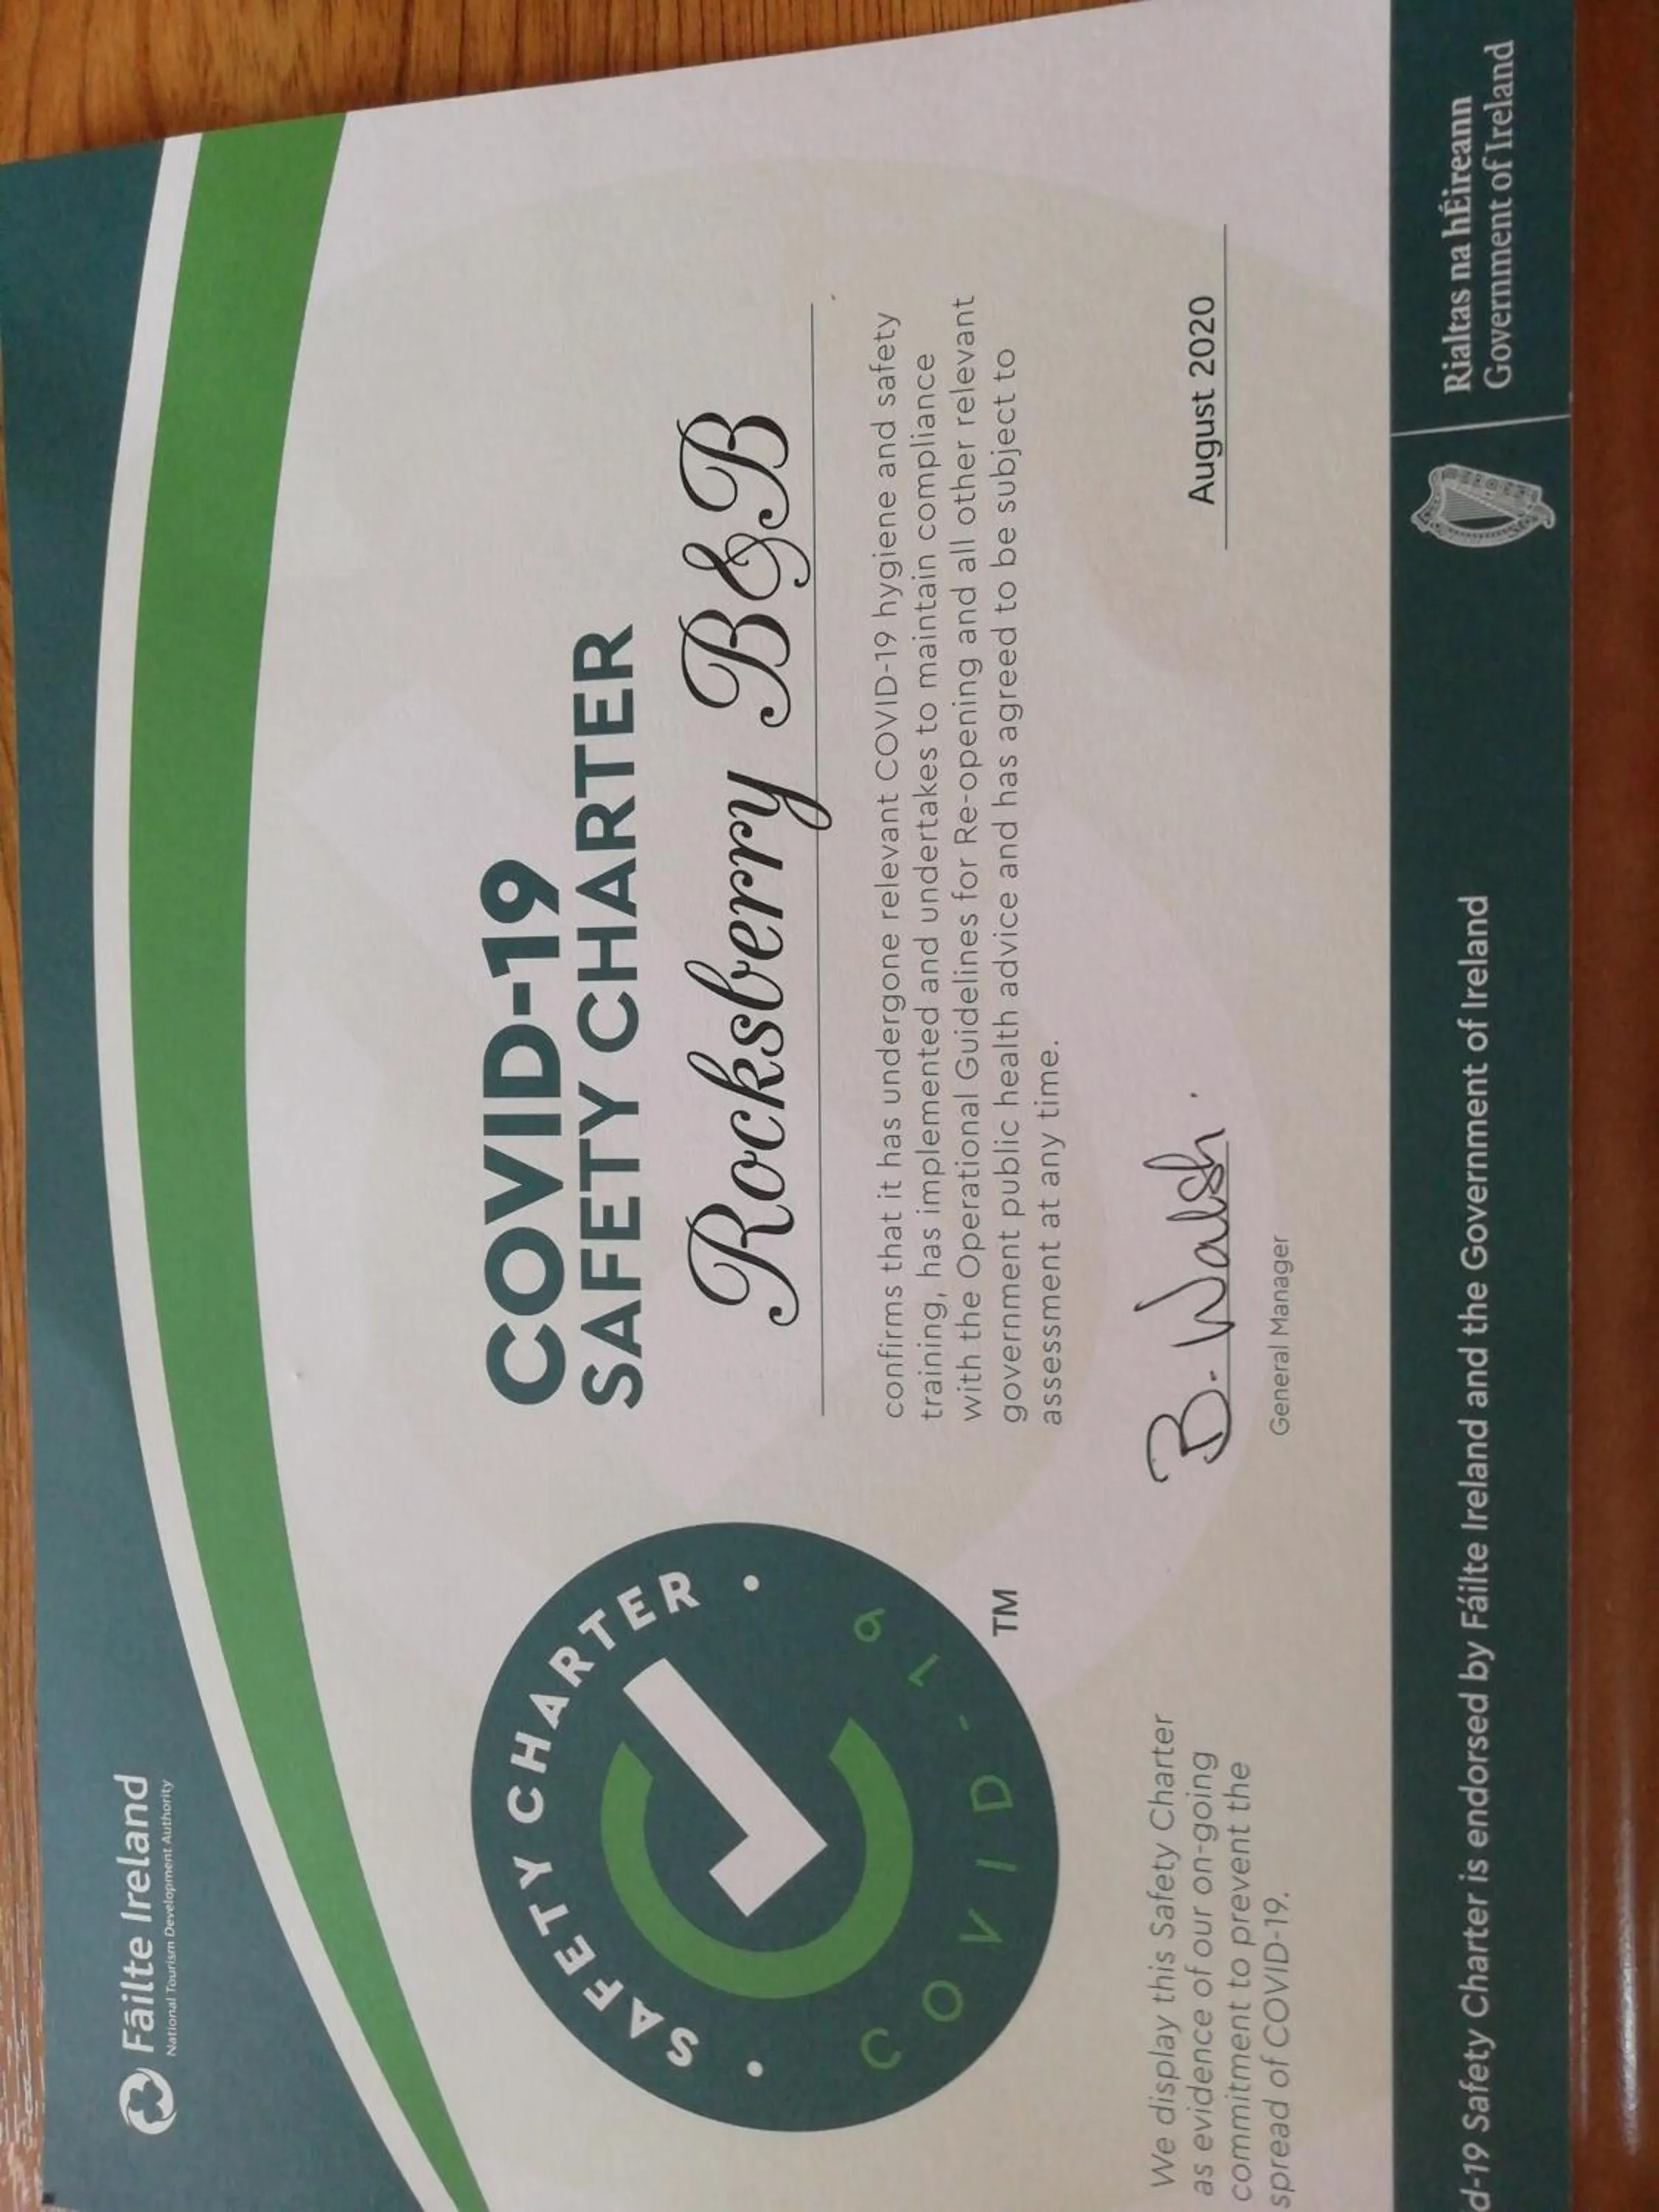 Fáilte Ireland
National Tourism Development Authority
COVID-19
SAFETY CHARTER
Rocksberry B&B
confirms that it has undergone relevant COVID-19 hygiene and safety
training, has implemented and undertakes to maintain compliance
with the Operational Guidelines for Re-opening and all other relevant
government public health advice and has agreed to be subject to
assessment at any time.
SAFETY CHARTER
COVID-19
TM
We display this Safety Charter
as evidence of our on-going
commitment to prevent the
spread of COVID-19.
B. Walsh.
General Manager
August 2020
d-19 Safety Charter is endorsed by Fáilte Ireland and the Government of Ireland
Rialtas na hÉireann
Government of Ireland